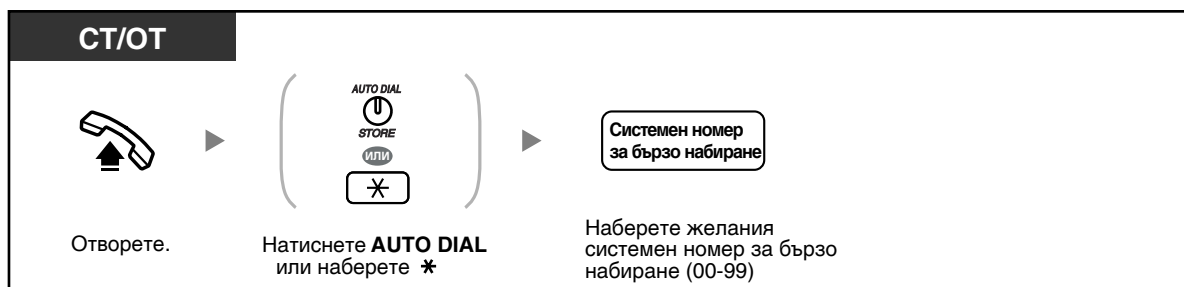 СТ/ОТ
AUTO DIAL
STORE
или
Системен номер
за бързо набиране
Отворете.
Натиснете AUTO DIAL
или наберете *
Наберете желания
системен номер за бързо
набиране (00-99)